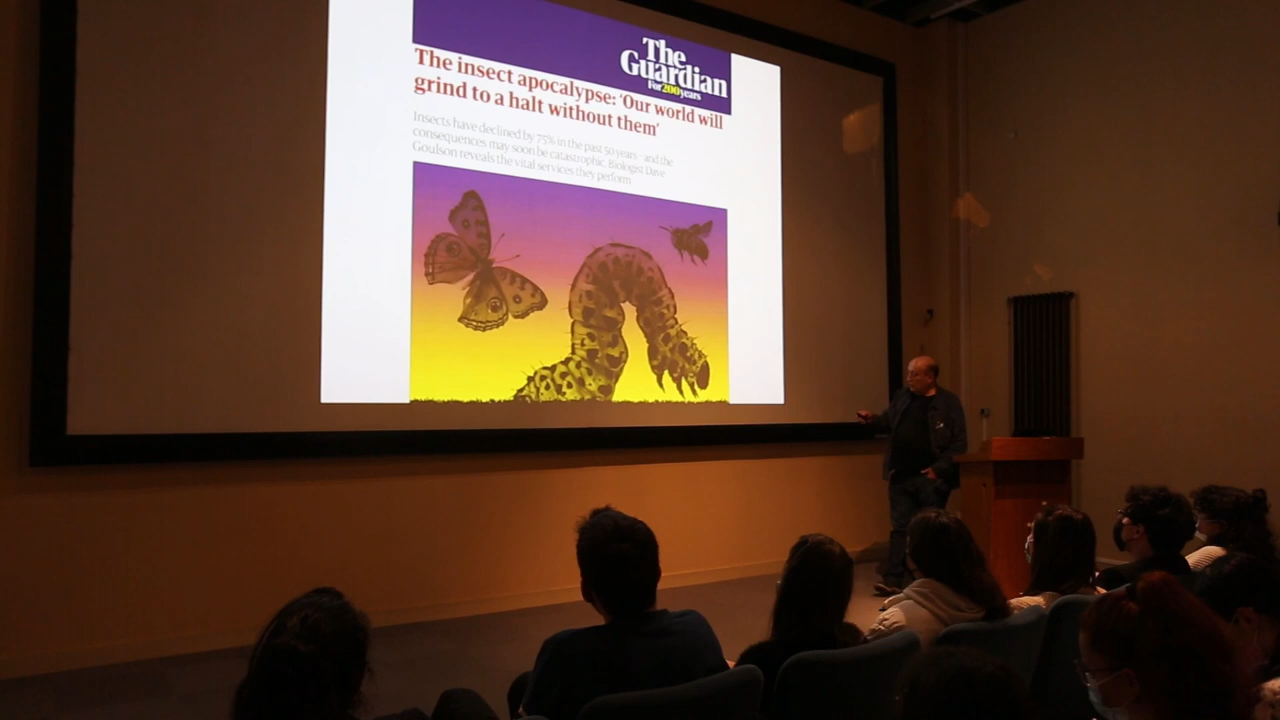 The
Guardian
For 200 years
The insect apocalypse: ‘Our world will
grind to a halt without them’
Insects have declined by 75% in the past 50 years - and the
consequences may soon be catastrophic. Biologist Dave
Goulson reveals the vital services they perform